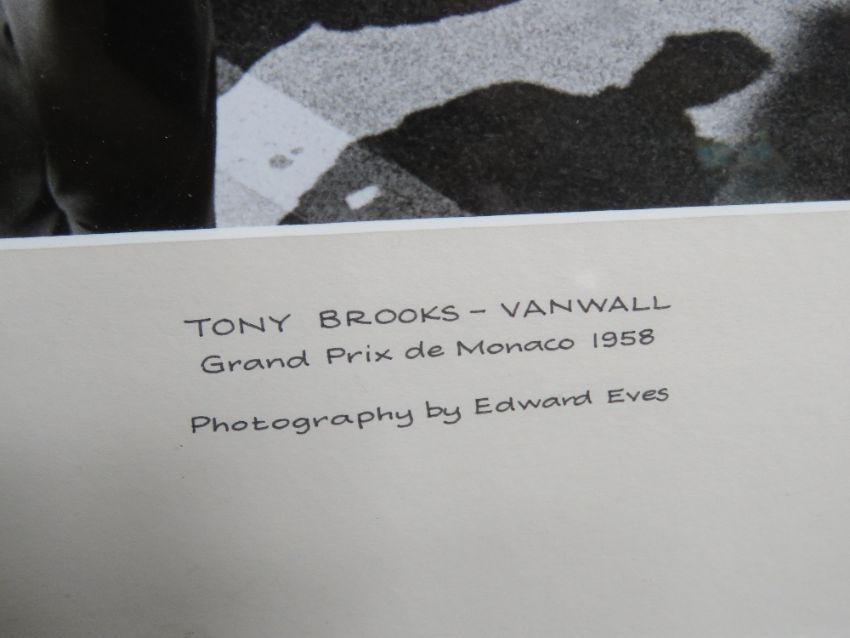 TONY BROOKS - VANWALL
Grand Prix de Monaco 1958
Photography by Edward Eves